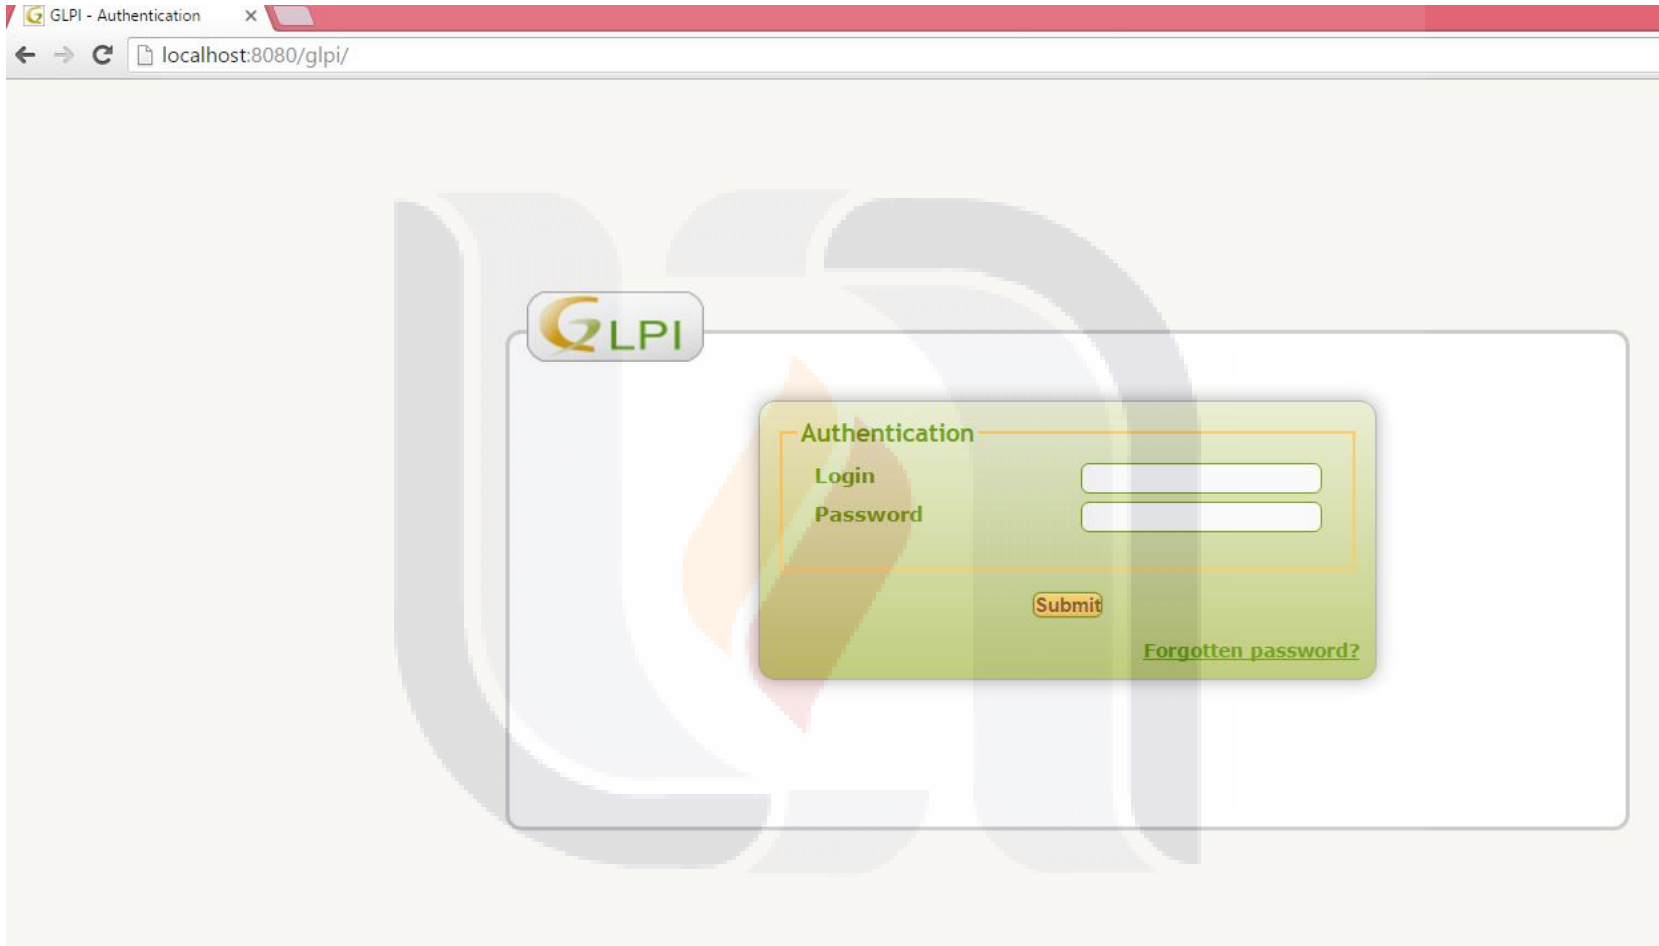 GLPI - Authentication
localhost:8080/glpi/
GLPI
Authentication
Login
Password
Submit
Forgotten password?